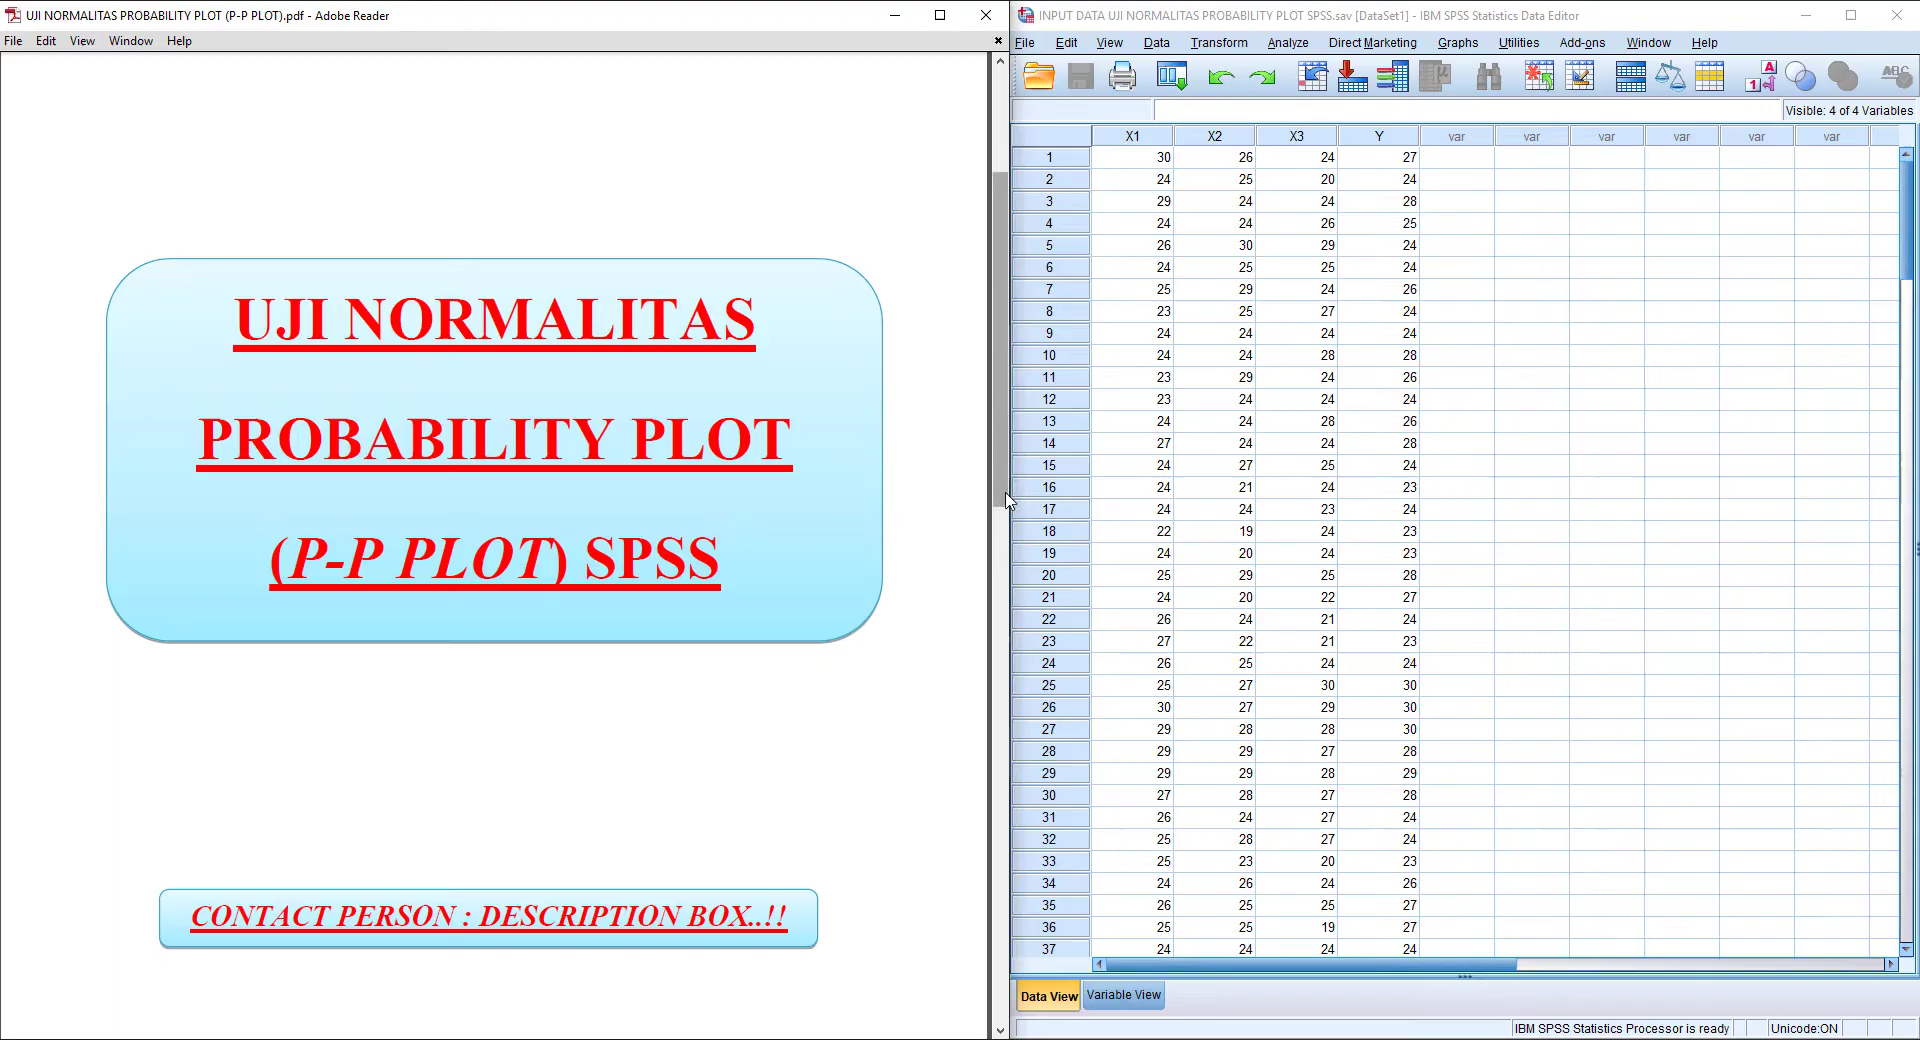 UJI NORMALITAS PROBABILITY PLOT (P-P PLOT).pdf - Adobe Reader
File Edit View Window Help
UJI NORMALITAS
PROBABILITY PLOT
(P-P PLOT) SPSS
CONTACT PERSON : DESCRIPTION BOX..!!
INPUT DATA UJI NORMALITAS PROBABILITY PLOT SPSS.sav [DataSet1] - IBM SPSS Statistics Data Editor
File Edit View Data Transform Analyze Direct Marketing Graphs Utilities Add-ons Window Help
Visible: 4 of 4 Variables
X1 X2 X3 Y var var var var var var
1 30 26 24 27
2 24 25 20 24
3 29 24 24 28
4 24 24 26 25
5 26 30 29 24
6 24 25 25 24
7 25 29 24 26
8 23 25 27 24
9 24 24 24 24
10 24 24 28 28
11 23 29 24 26
12 23 24 24 24
13 24 24 28 26
14 27 24 24 28
15 24 27 25 24
16 24 21 24 23
17 24 24 23 24
18 22 19 24 23
19 24 20 24 23
20 25 29 25 28
21 24 20 22 27
22 26 24 21 24
23 27 22 21 23
24 26 25 24 24
25 25 27 30 30
26 30 27 29 30
27 29 28 28 30
28 29 29 27 28
29 29 29 28 29
30 27 28 27 28
31 26 24 27 24
32 25 28 27 24
33 25 23 20 23
34 24 26 24 26
35 26 25 25 27
36 25 25 19 27
37 24 24 24 24
Data View Variable View
IBM SPSS Statistics Processor is ready Unicode:ON